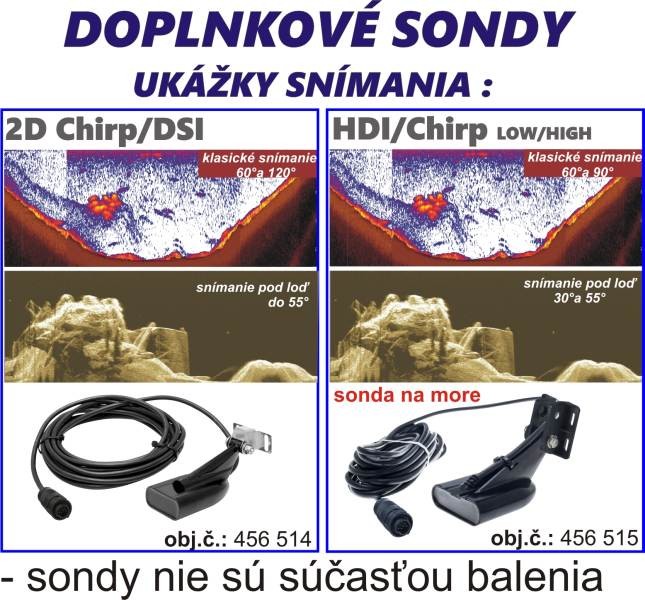 DOPLNKOVÉ SONDY
UKÁŽKY SNÍMANIA :
2D Chirp/DSI
klasické snímanie
60°a 120°
snímanie pod loď
do 55°
obj.č.: 456 514
HDI/Chirp LOW/HIGH
klasické snímanie
60°a 90°
snímanie pod loď
30°a 55°
sonda na more
obj.č.: 456 515
- sondy nie sú súčasťou balenia